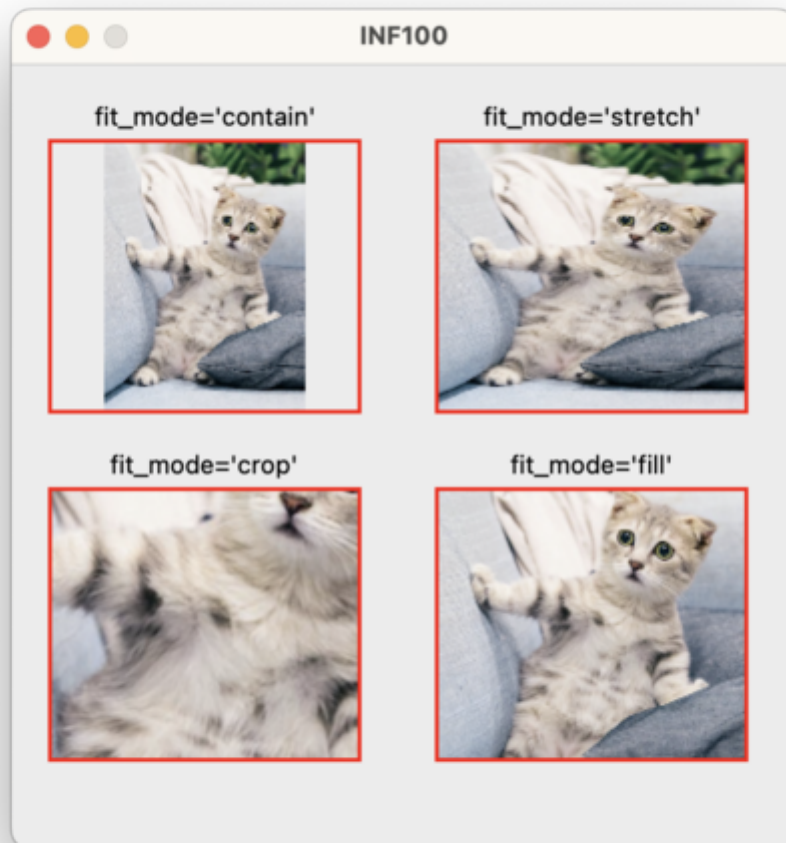 INF100
fit_mode='contain'
fit_mode='stretch'
fit_mode='crop'
fit_mode='fill'